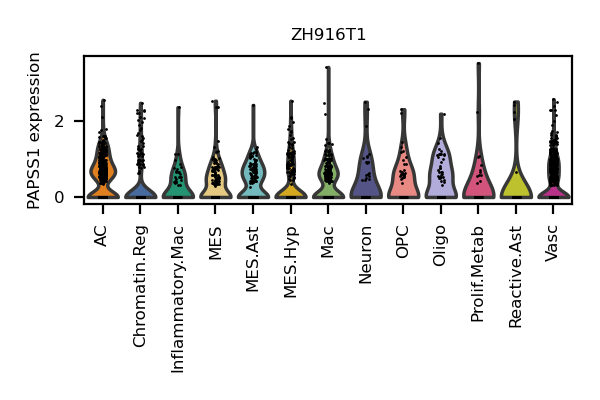 ZH916T1
PAPSS1 expression
2
0
AC
Chromatin.Reg
Inflammatory.Mac
MES
MES.Ast
MES.Hyp
Mac
Neuron
OPC
Oligo
Prolif.Metab
Reactive.Ast
Vasc